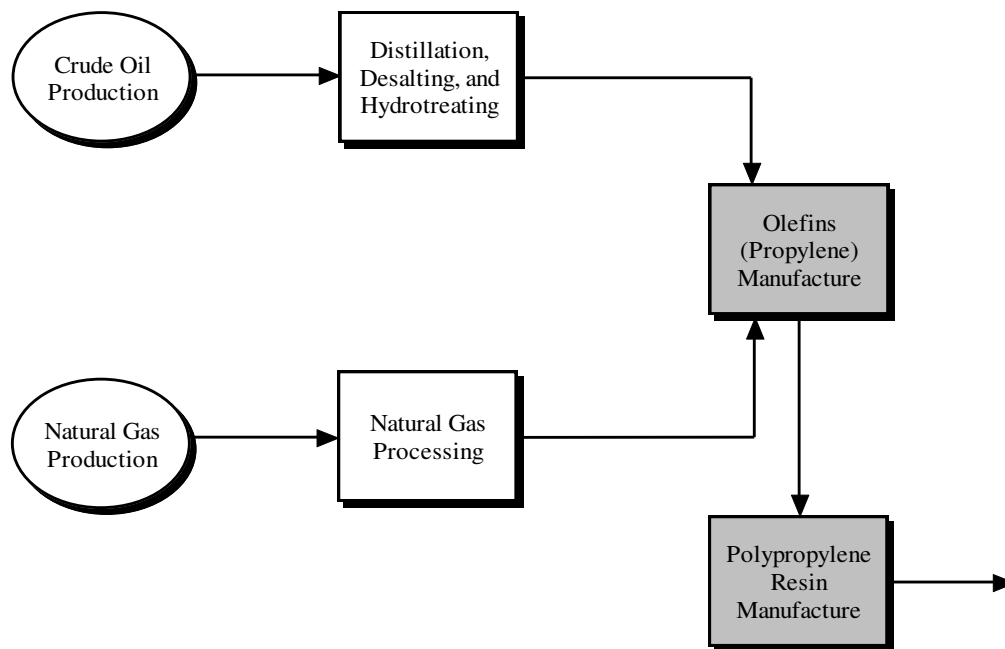 Crude Oil
Production
Distillation,
Desalting, and
Hydrotreating
Olefins
(Propylene)
Manufacture
Natural Gas
Production
Natural Gas
Processing
Polypropylene
Resin
Manufacture